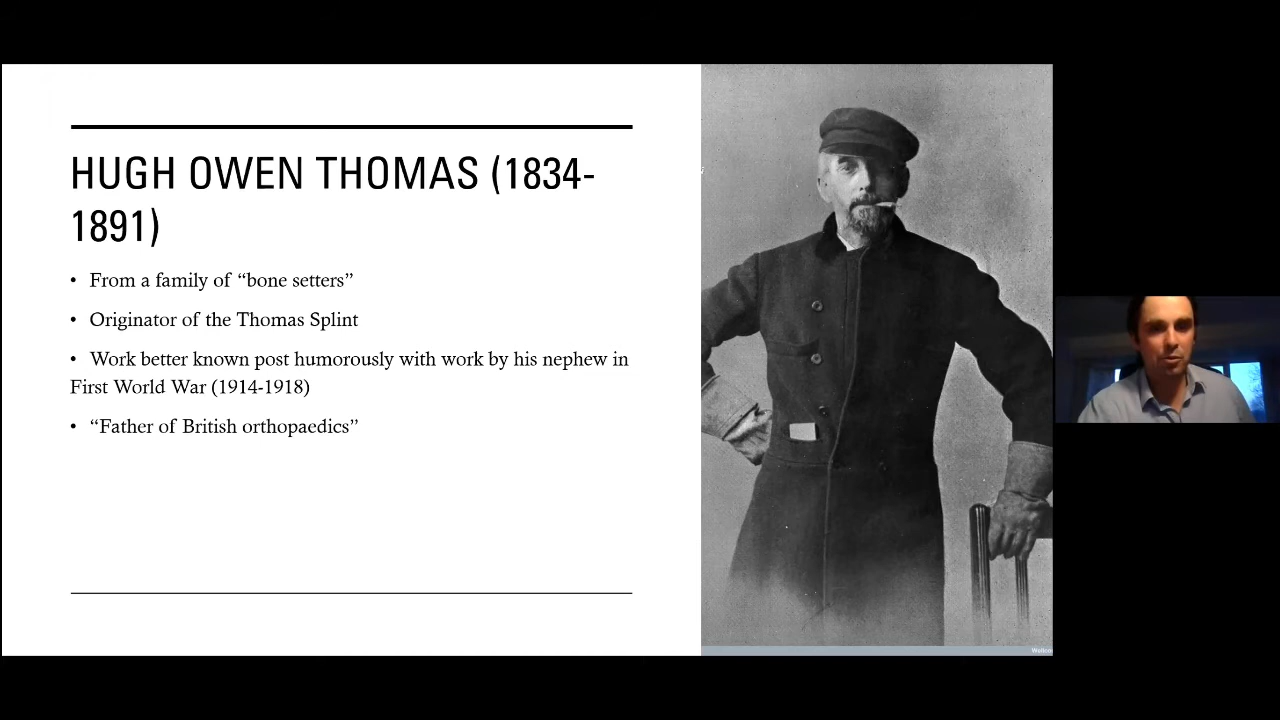 HUGH OWEN THOMAS (1834-
1891)
• From a family of “bone setters”
• Originator of the Thomas Splint
• Work better known post humorously with work by his nephew in
First World War (1914-1918)
• “Father of British orthopaedics”